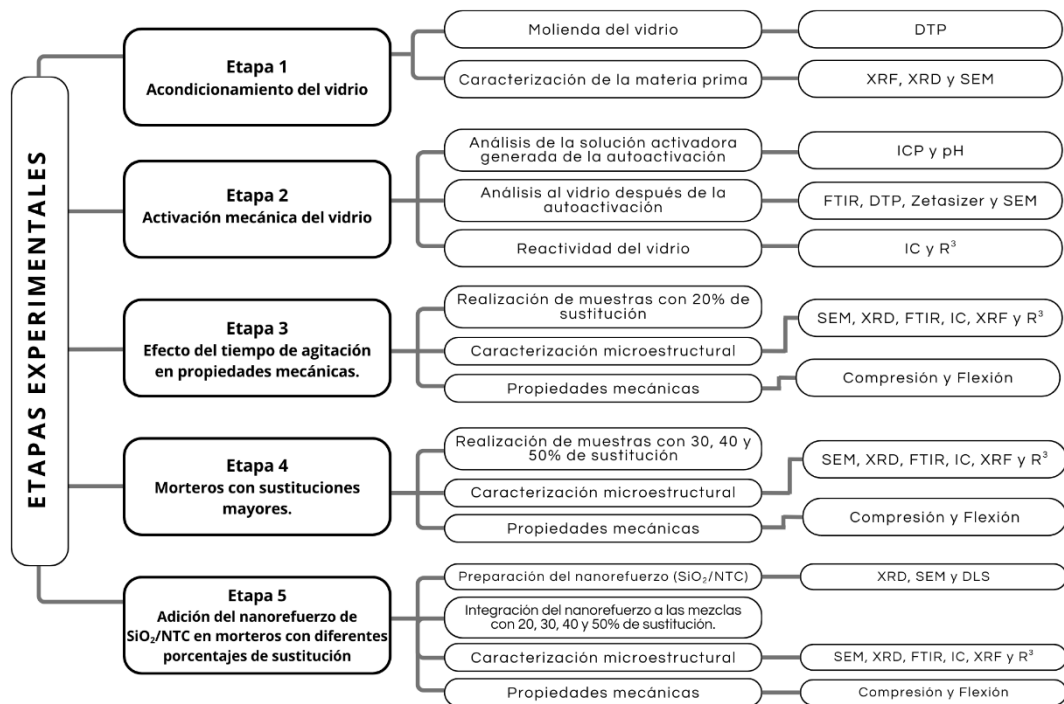 ETAPAS EXPERIMENTALES
Etapa 1
Acondicionamiento del vidrio
Molienda del vidrio
DTP
Caracterización de la materia prima
XRF, XRD y SEM
Etapa 2
Activación mecánica del vidrio
Análisis de la solución activadora
generada de la autoactivación
ICP y pH
Análisis al vidrio después de la
autoactivación
FTIR, DTP, Zetasizer y SEM
Reactividad del vidrio
IC y R³
Etapa 3
Efecto del tiempo de agitación
en propiedades mecánicas.
Realización de muestras con 20% de
sustitución
Caracterización microestructural
SEM, XRD, FTIR, IC, XRF y R³
Propiedades mecánicas
Compresión y Flexión
Etapa 4
Morteros con sustituciones
mayores.
Realización de muestras con 30, 40 y
50% de sustitución
Caracterización microestructural
SEM, XRD, FTIR, IC, XRF y R³
Propiedades mecánicas
Compresión y Flexión
Etapa 5
Adición del nanorefuerzo de
SiO₂/NTC en morteros con diferentes
porcentajes de sustitución
Preparación del nanorefuerzo (SiO₂/NTC)
XRD, SEM y DLS
Integración del nanorefuerzo a las mezclas
con 20, 30, 40 y 50% de sustitución.
Caracterización microestructural
SEM, XRD, FTIR, IC, XRF y R³
Propiedades mecánicas
Compresión y Flexión